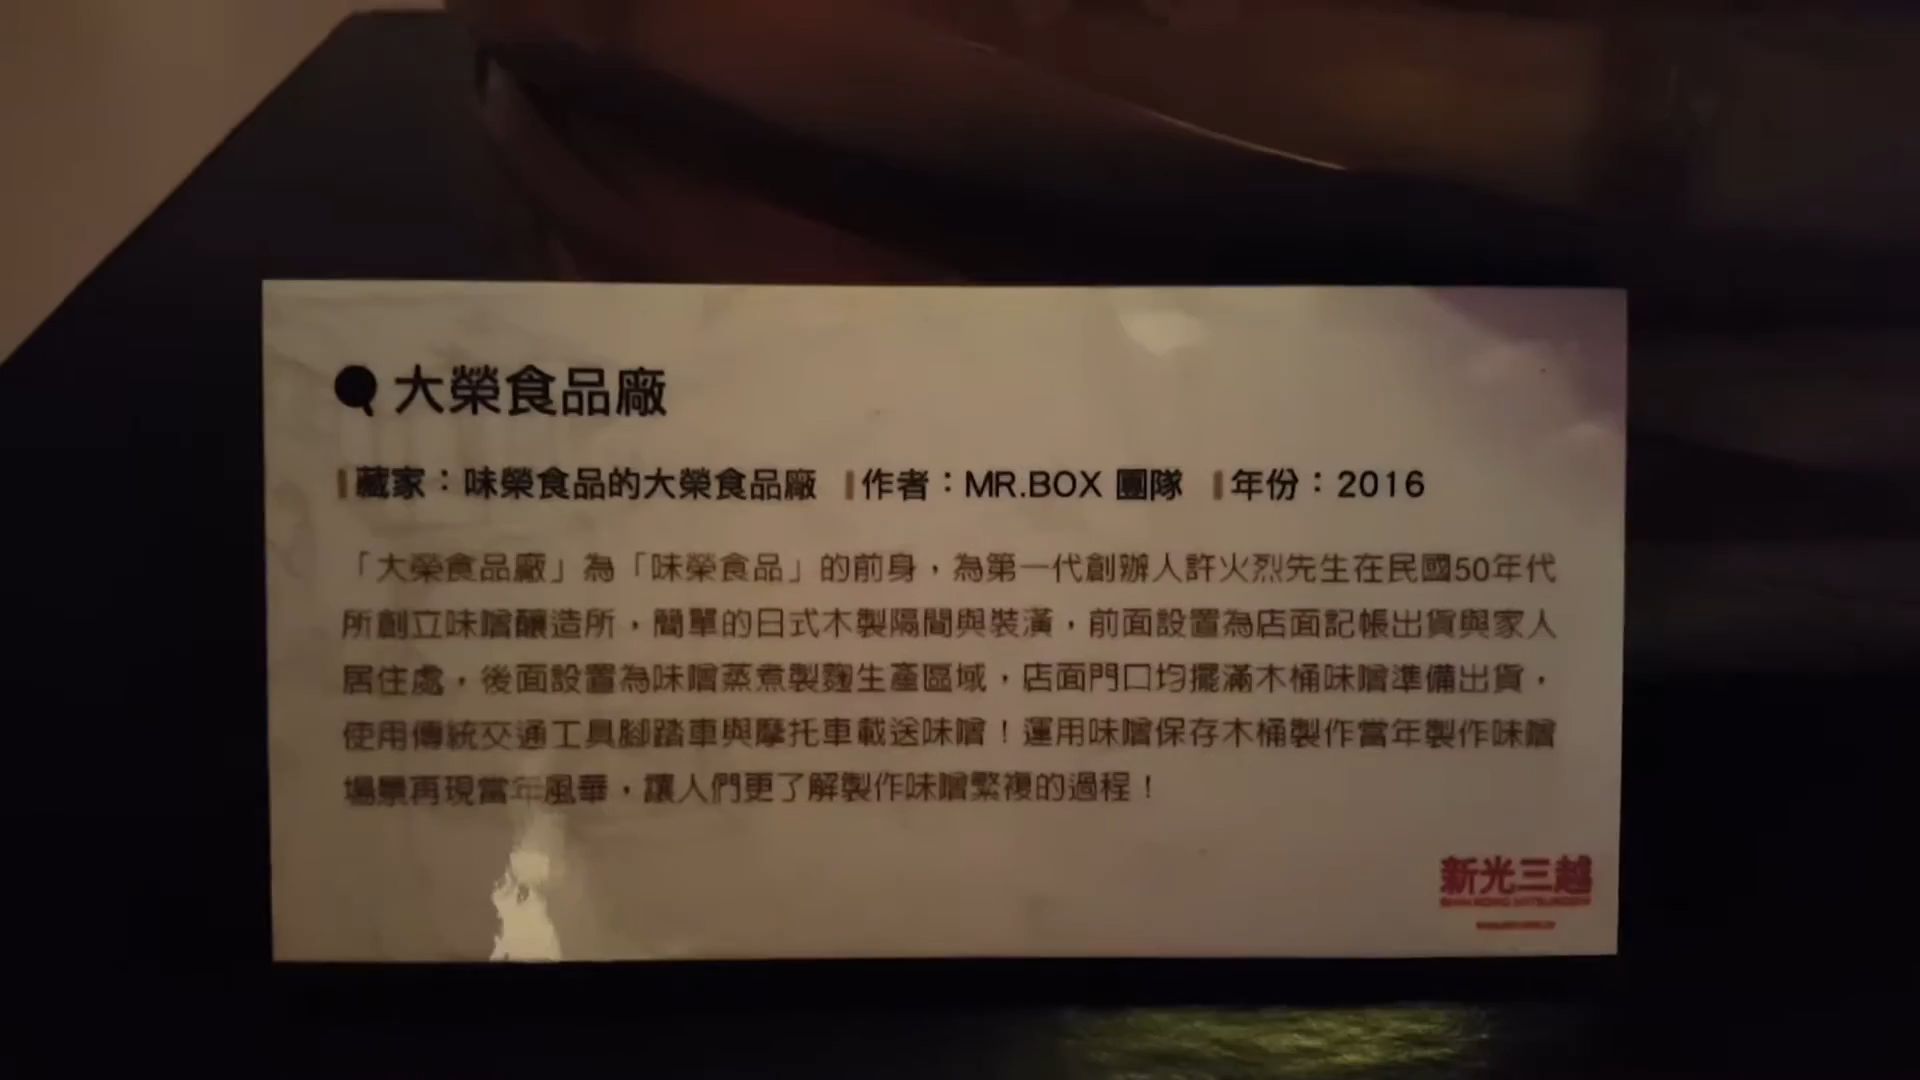 大榮食品廠
藏家：味榮食品的大榮食品廠 作者：MR.BOX 團隊 年份：2016
「大榮食品廠」為「味榮食品」的前身，為第一代創辦人許火烈先生在民國50年代
所創立味噌釀造所，簡單的日式木製隔間與裝潢，前面設置為店面記帳出貨與家人
居住處，後面設置為味噌蒸煮製麴生產區域，店面門口均擺滿木桶味噌準備出貨，
使用傳統交通工具腳踏車與摩托車載送味噌！運用味噌保存木桶製作當年製作味噌
場景再現當年風華，讓人們更了解製作味噌繁複的過程！
新光三越
SHIN KONG MITSUKOSHI